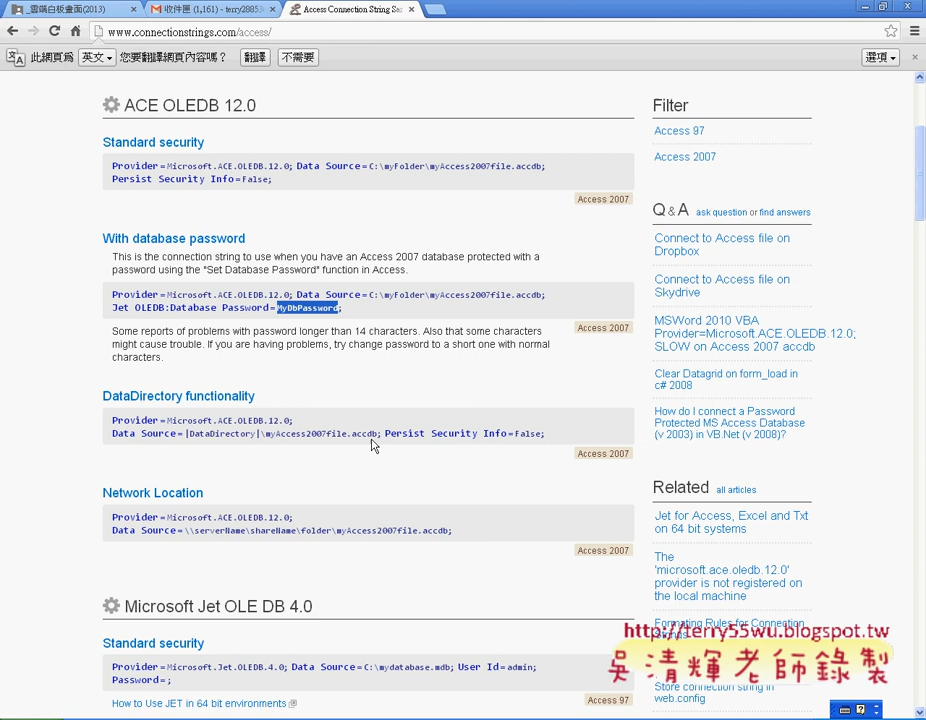 _雲端白板畫面(2013)
收件匣 (1,161) - terry2885
Access Connection String Sa
www.connectionstrings.com/access/
此網頁為 英文 您要翻譯網頁內容嗎？ 翻譯 不需要 選項
ACE OLEDB 12.0
Standard security
Provider=Microsoft.ACE.OLEDB.12.0; Data Source=C:\myFolder\myAccess2007file.accdb;
Persist Security Info=False;
Access 2007
With database password
This is the connection string to use when you have an Access 2007 database protected with a
password using the "Set Database Password" function in Access.
Provider=Microsoft.ACE.OLEDB.12.0; Data Source=C:\myFolder\myAccess2007file.accdb;
Jet OLEDB:Database Password=MyDbPassword;
Access 2007
Some reports of problems with password longer than 14 characters. Also that some characters
might cause trouble. If you are having problems, try change password to a short one with normal
characters.
DataDirectory functionality
Provider=Microsoft.ACE.OLEDB.12.0;
Data Source=|DataDirectory|\myAccess2007file.accdb; Persist Security Info=False;
Access 2007
Network Location
Provider=Microsoft.ACE.OLEDB.12.0;
Data Source=\\serverName\shareName\folder\myAccess2007file.accdb;
Access 2007
Microsoft Jet OLE DB 4.0
Standard security
Provider=Microsoft.Jet.OLEDB.4.0; Data Source=C:\mydatabase.mdb; User Id=admin;
Password=;
Access 97
How to Use JET in 64 bit environments
Filter
Access 97
Access 2007
Q & A ask question or find answers
Connect to Access file on
Dropbox
Connect to Access file on
Skydrive
MSWord 2010 VBA
Provider=Microsoft.ACE.OLEDB.12.0;
SLOW on Access 2007 accdb
Clear Datagrid on form_load in
c# 2008
How do I connect a Password
Protected MS Access Database
(v 2003) in VB.Net (v 2008)?
Related all articles
Jet for Access, Excel and Txt
on 64 bit systems
The
'microsoft.ace.oledb.12.0'
provider is not registered on
the local machine
Formatting Rules for Connection
Store connection string in
web.config
http://terry55wu.blogspot.tw
吳清輝老師錄製